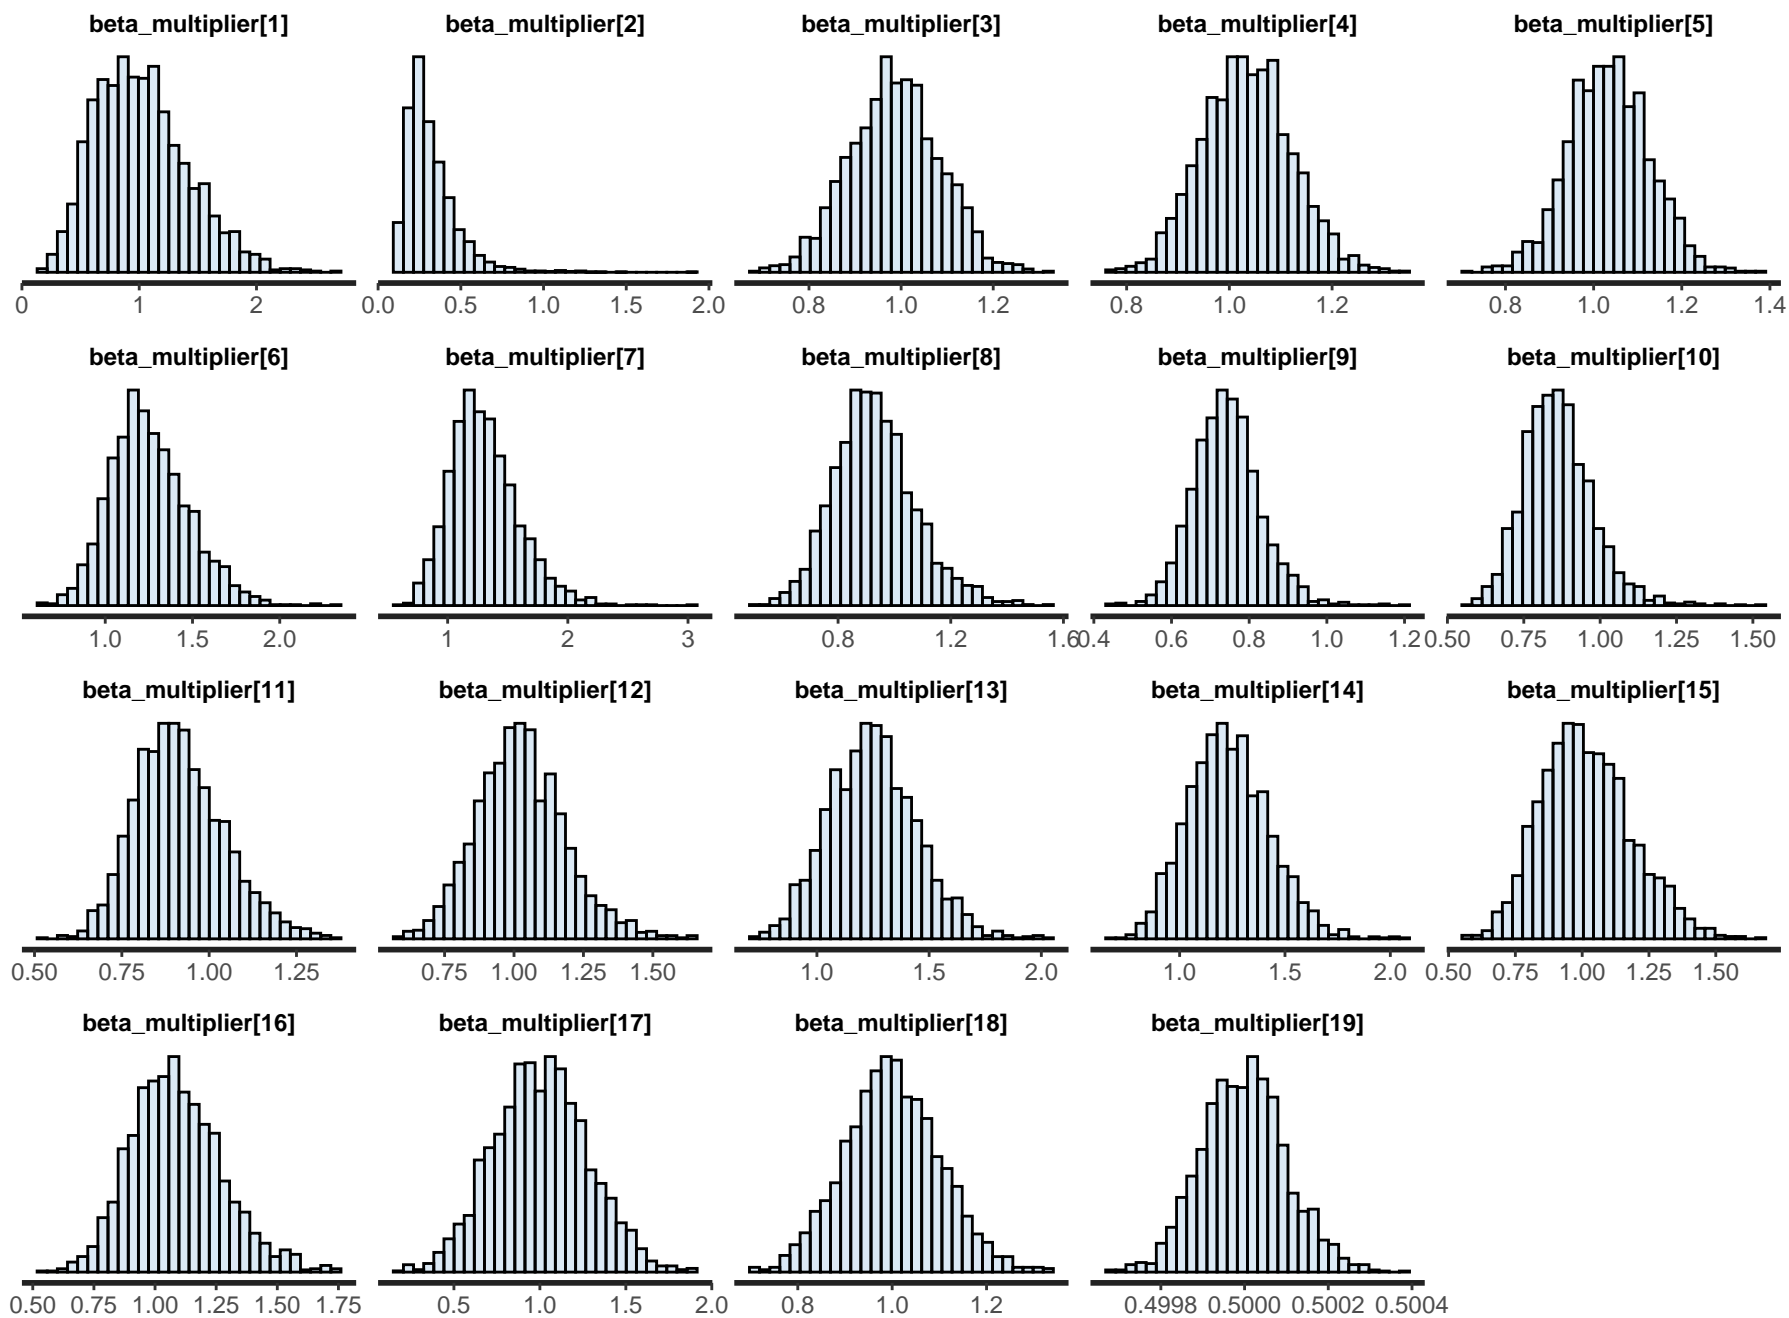 beta_multiplier[1] beta_multiplier[2] beta_multiplier[3] beta_multiplier[4] beta_multiplier[5]
0 1 2 0.0 0.5 1.0 1.5 2.0 0.8 1.0 1.2 0.8 1.0 1.2 0.8 1.0 1.2 1.4
beta_multiplier[6] beta_multiplier[7] beta_multiplier[8] beta_multiplier[9] beta_multiplier[10]
1.0 1.5 2.0 1 2 3 0.8 1.2 1.6 0.4 0.6 0.8 1.0 1.2 0.50 0.75 1.00 1.25 1.50
beta_multiplier[11] beta_multiplier[12] beta_multiplier[13] beta_multiplier[14] beta_multiplier[15]
0.50 0.75 1.00 1.25 0.75 1.00 1.25 1.50 1.0 1.5 2.0 1.0 1.5 2.0 0.50 0.75 1.00 1.25 1.50
beta_multiplier[16] beta_multiplier[17] beta_multiplier[18] beta_multiplier[19]
0.50 0.75 1.00 1.25 1.50 1.75 0.5 1.0 1.5 2.0 0.8 1.0 1.2 0.4998 0.5000 0.5002 0.5004